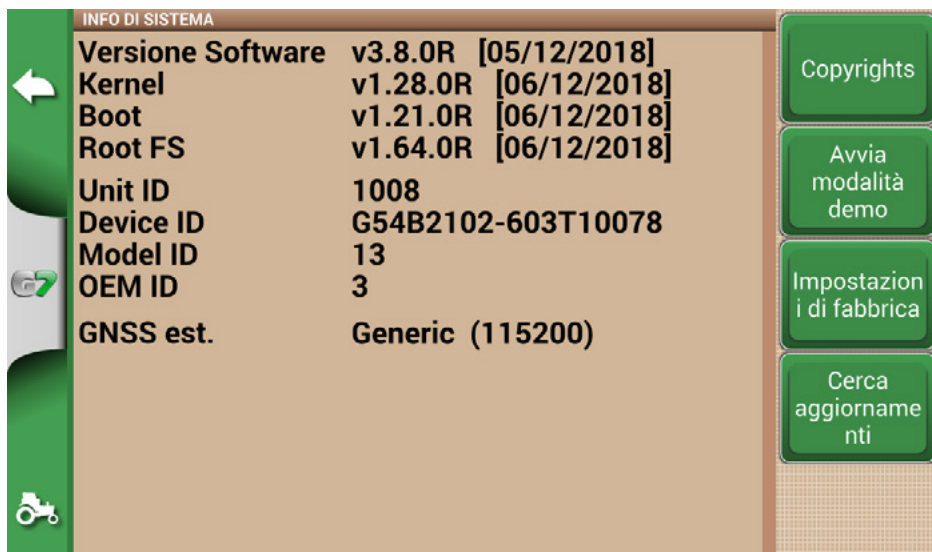 INFO DI SISTEMA
Versione Software v3.8.0R [05/12/2018]
Kernel v1.28.0R [06/12/2018]
Boot v1.21.0R [06/12/2018]
Root FS v1.64.0R [06/12/2018]
Unit ID 1008
Device ID G54B2102-603T10078
Model ID 13
OEM ID 3
GNSS est. Generic (115200)
G7
Copyrights
Avvia
modalità
demo
Impostazion
i di fabbrica
Cerca
aggiorname
nti